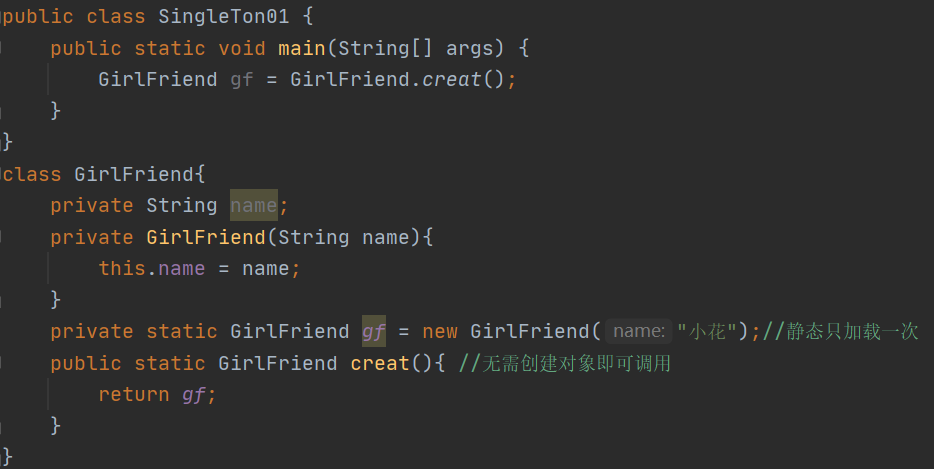 public class SingleTon01 {
    public static void main(String[] args) {
        GirlFriend gf = GirlFriend.creat();
    }
}
class GirlFriend{
    private String name;
    private GirlFriend(String name){
        this.name = name;
    }
    private static GirlFriend gf = new GirlFriend( name: "小花");//静态只加载一次
    public static GirlFriend creat(){ //无需创建对象即可调用
        return gf;
    }
}